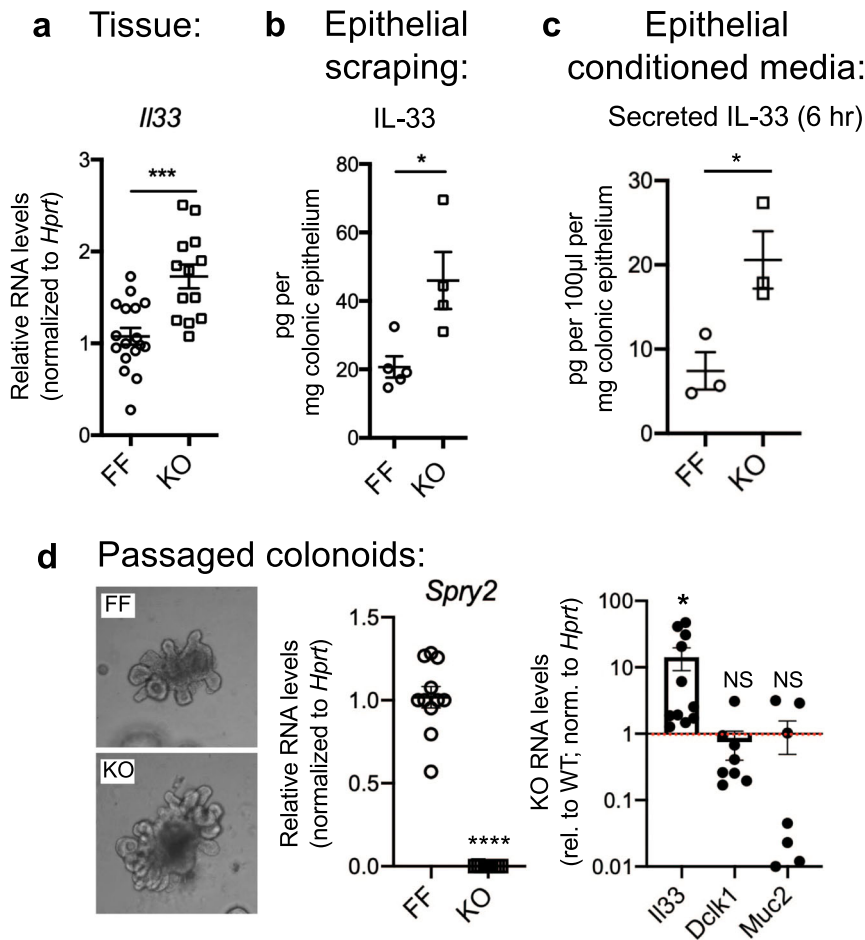 a Tissue:
Il33
Relative RNA levels
(normalized to Hprt)
3
2
1
0
***
FF
KO
b Epithelial
scraping:
IL-33
pg per
mg colonic epithelium
80
60
40
20
0
*
FF
KO
c Epithelial
conditioned media:
Secreted IL-33 (6 hr)
pg per 100µl per
mg colonic epithelium
30
20
10
0
*
FF
KO
d Passaged colonoids:
FF
KO
Spry2
Relative RNA levels
(normalized to Hprt)
1.5
1.0
0.5
0.0
****
FF
KO
KO RNA levels
(rel. to WT; norm. to Hprt)
100
10
1
0.1
0.01
*
NS
NS
Il33
Dclk1
Muc2